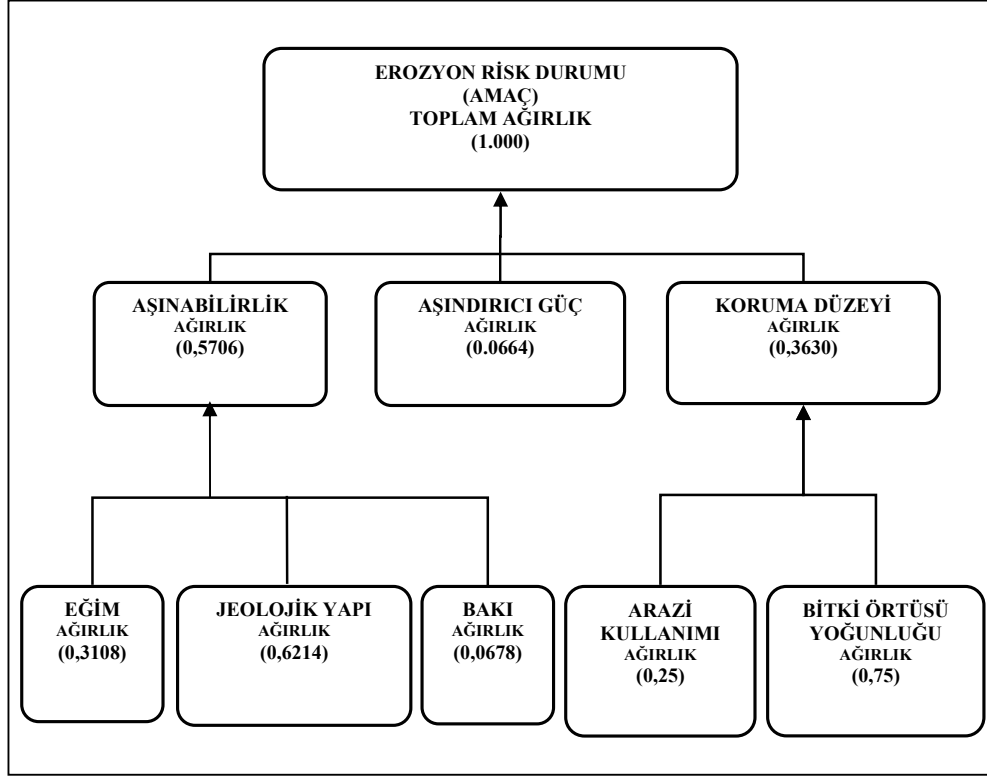 EROZYON RİSK DURUMU
(AMAÇ)
TOPLAM AĞIRLIK
(1.000)
AŞINABİLİRLİK
AĞIRLIK
(0,5706)
AŞINDIRICI GÜÇ
AĞIRLIK
(0.0664)
KORUMA DÜZEYİ
AĞIRLIK
(0,3630)
EĞİM
AĞIRLIK
(0,3108)
JEOLOJİK YAPI
AĞIRLIK
(0,6214)
BAKI
AĞIRLIK
(0,0678)
ARAZİ
KULLANIMI
AĞIRLIK
(0,25)
BİTKİ ÖRTÜSÜ
YOĞUNLUĞU
AĞIRLIK
(0,75)